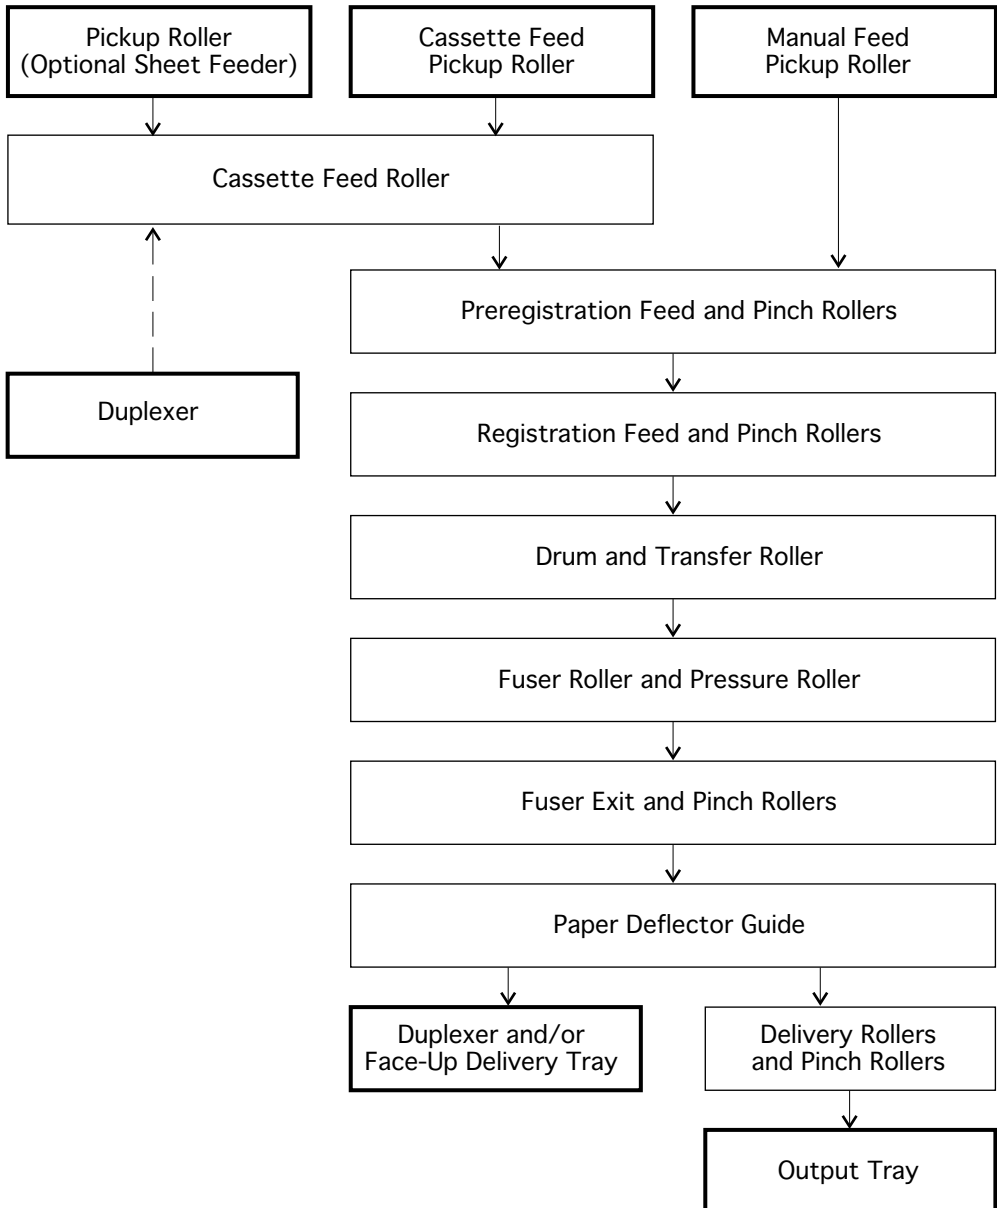 Pickup Roller
(Optional Sheet Feeder)
Cassette Feed
Pickup Roller
Manual Feed
Pickup Roller
Cassette Feed Roller
Preregistration Feed and Pinch Rollers
Duplexer
Registration Feed and Pinch Rollers
Drum and Transfer Roller
Fuser Roller and Pressure Roller
Fuser Exit and Pinch Rollers
Paper Deflector Guide
Duplexer and/or
Face-Up Delivery Tray
Delivery Rollers
and Pinch Rollers
Output Tray